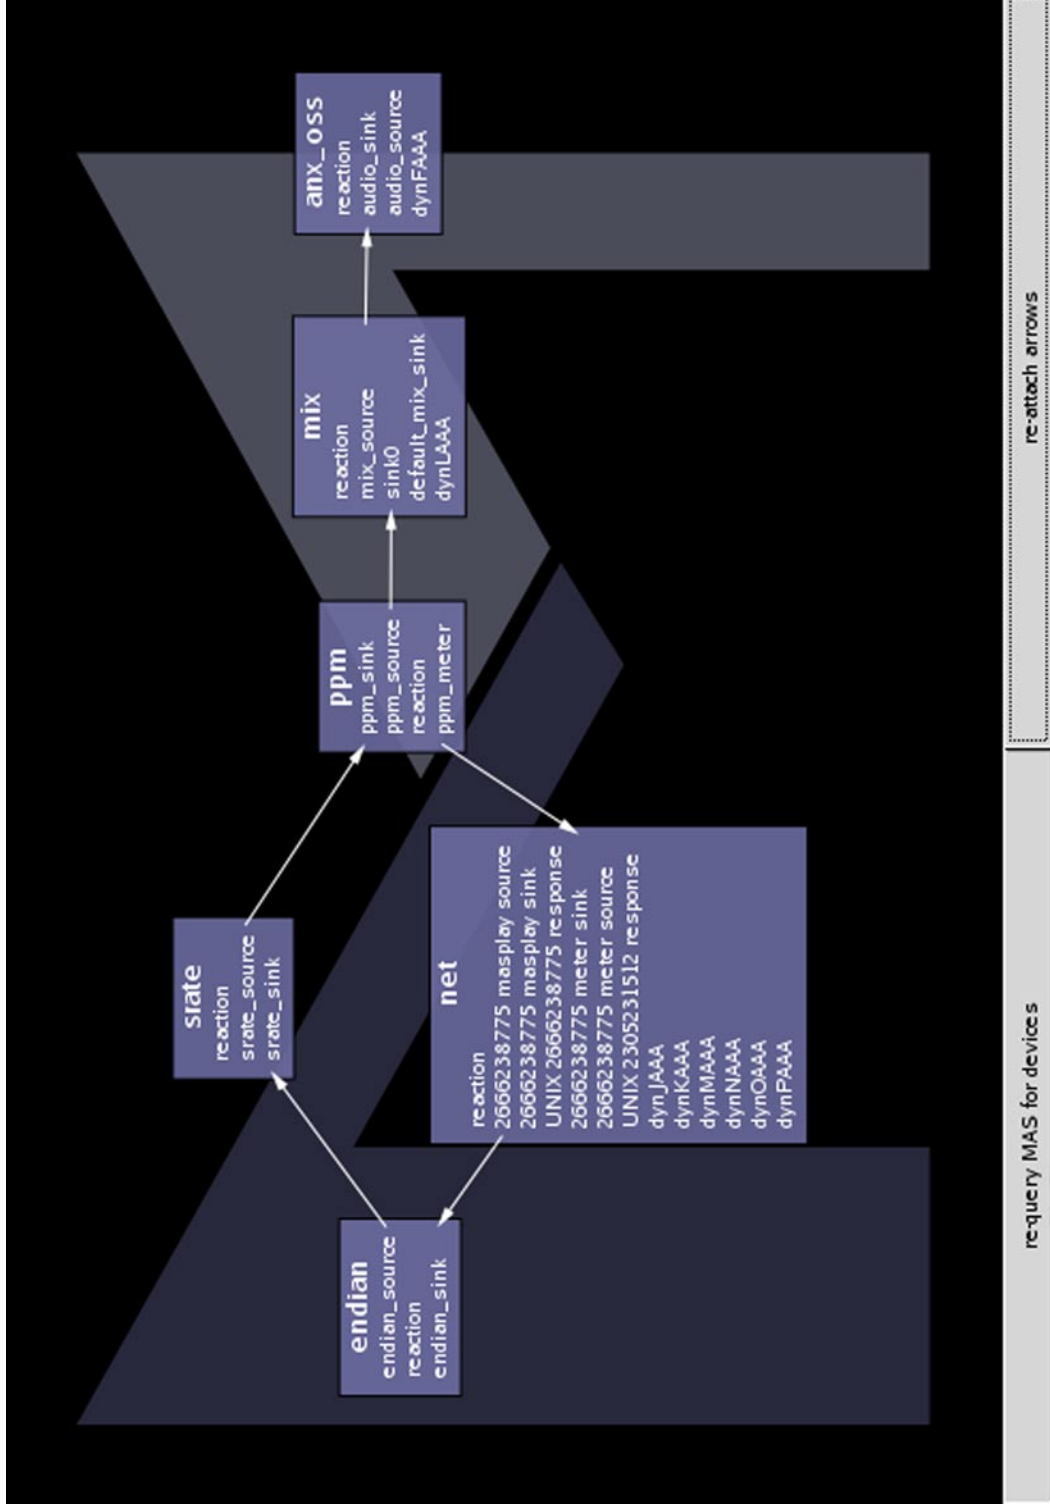 endian
endian_source
reaction
endian_sink
srate
reaction
srate_source
srate_sink
net
reaction
2666238775 masplay source
2666238775 masplay sink
UNIX 2666238775 response
2666238775 meter sink
2666238775 meter source
UNIX 2305231512 response
dynJAAA
dynKAAA
dynMAAA
dynNAAA
dynOAAA
dynPAAA
ppm
ppm_sink
ppm_source
reaction
ppm_meter
mix
reaction
mix_source
sink0
default_mix_sink
dynLAAA
anx_oss
reaction
audio_sink
audio_source
dynFAAA
re-query MAS for devices
re-attach arrows